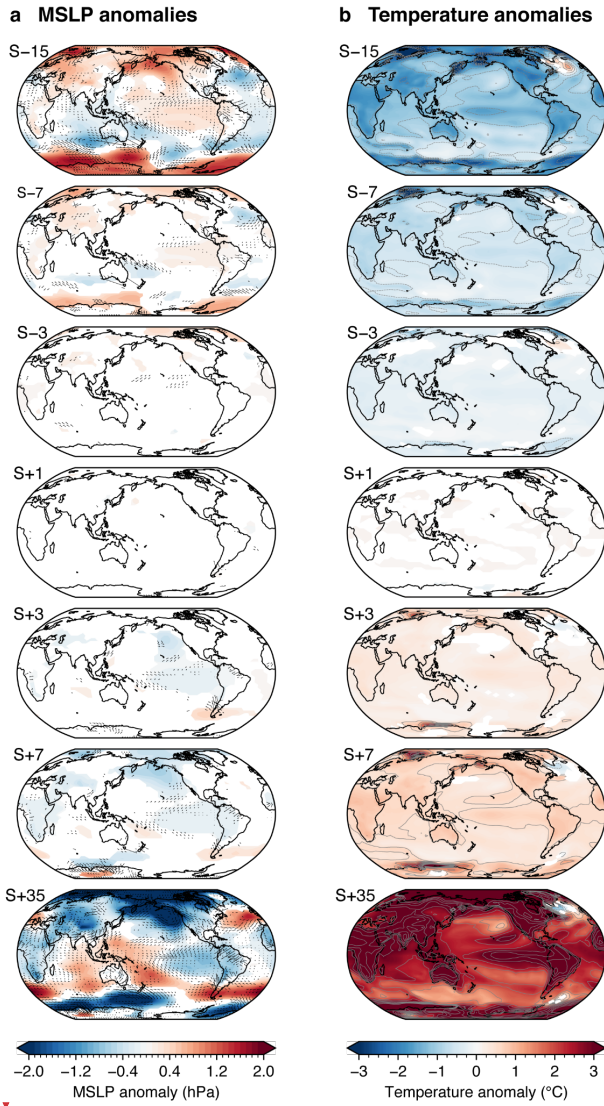 a MSLP anomalies
b Temperature anomalies
S−15
S−15
S−7
S−7
S−3
S−3
S+1
S+1
S+3
S+3
S+7
S+7
S+35
S+35
−2.0 −1.2 −0.4 0.4 1.2 2.0
MSLP anomaly (hPa)
−3 −2 −1 0 1 2 3
Temperature anomaly (°C)